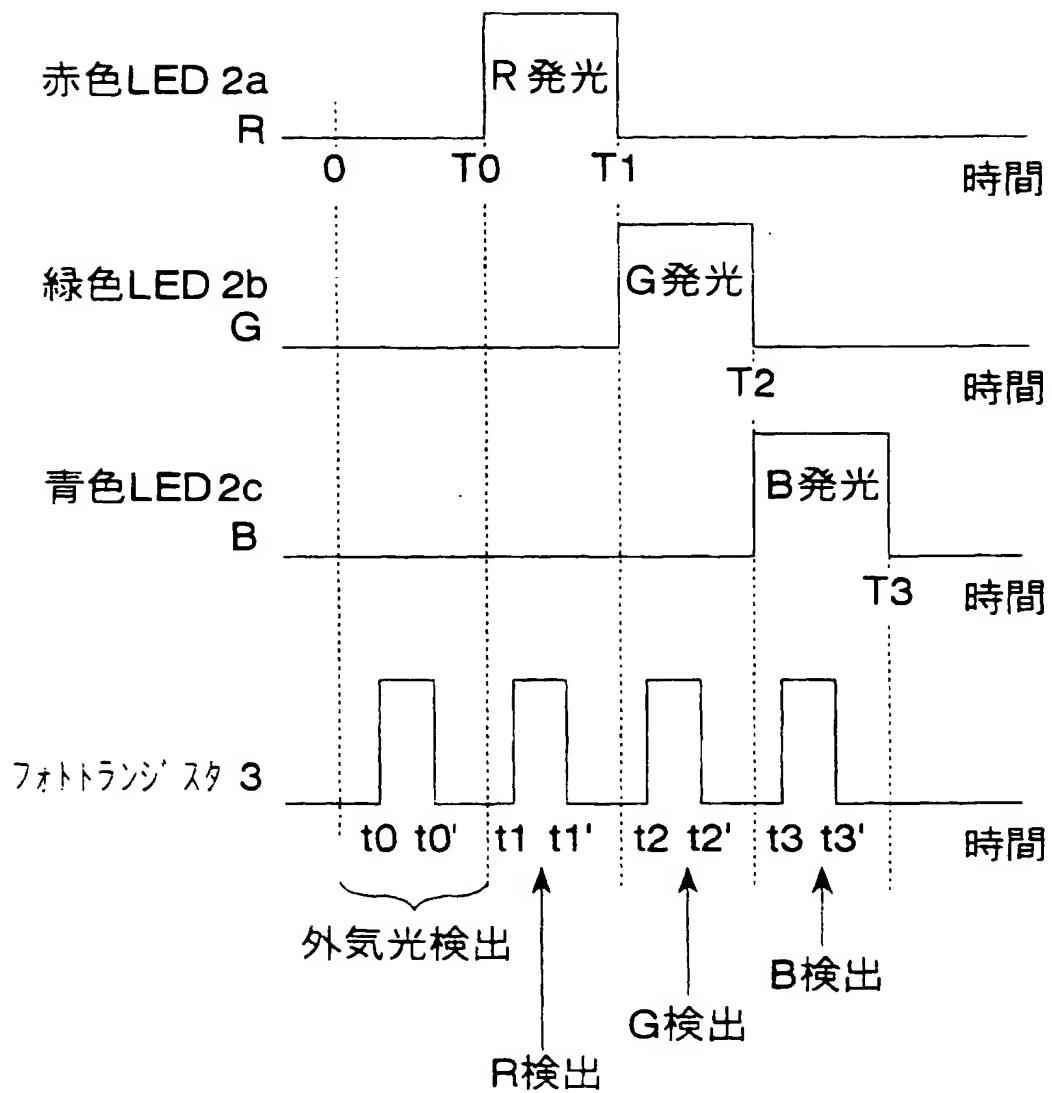 赤色LED 2a
R
R 発光
0 T0 T1
時間
緑色LED 2b
G
G発光
T2
時間
青色LED2c
B
B発光
T3
時間
フォトトランジスタ 3
t0 t0' t1 t1' t2 t2' t3 t3'
時間
外気光検出
R検出
G検出
B検出